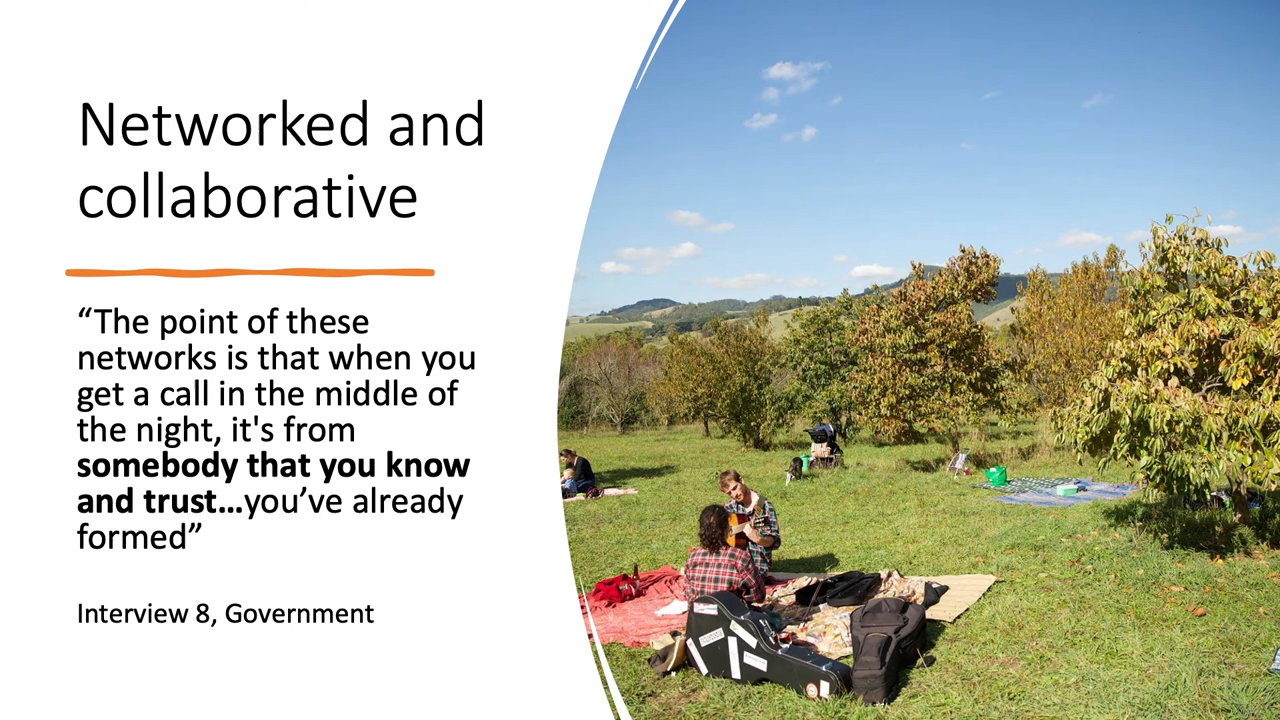 Networked and
collaborative
“The point of these
networks is that when you
get a call in the middle of
the night, it's from
somebody that you know
and trust…you’ve already
formed”
Interview 8, Government